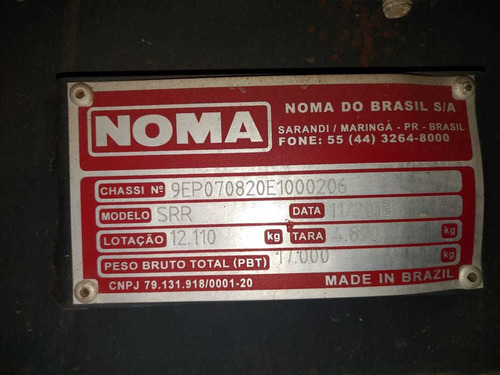 NOMA
NOMA DO BRASIL S/A
SARANDI / MARINGÁ - PR - BRASIL
FONE: 55 (44) 3264-8000
CHASSI Nº 9EP070820E1000206
MODELO SRR DATA 11/2013
LOTAÇÃO 12.110 kg TARA kg
PESO BRUTO TOTAL (PBT) 17.000 kg
CNPJ 79.131.918/0001-20 MADE IN BRAZIL